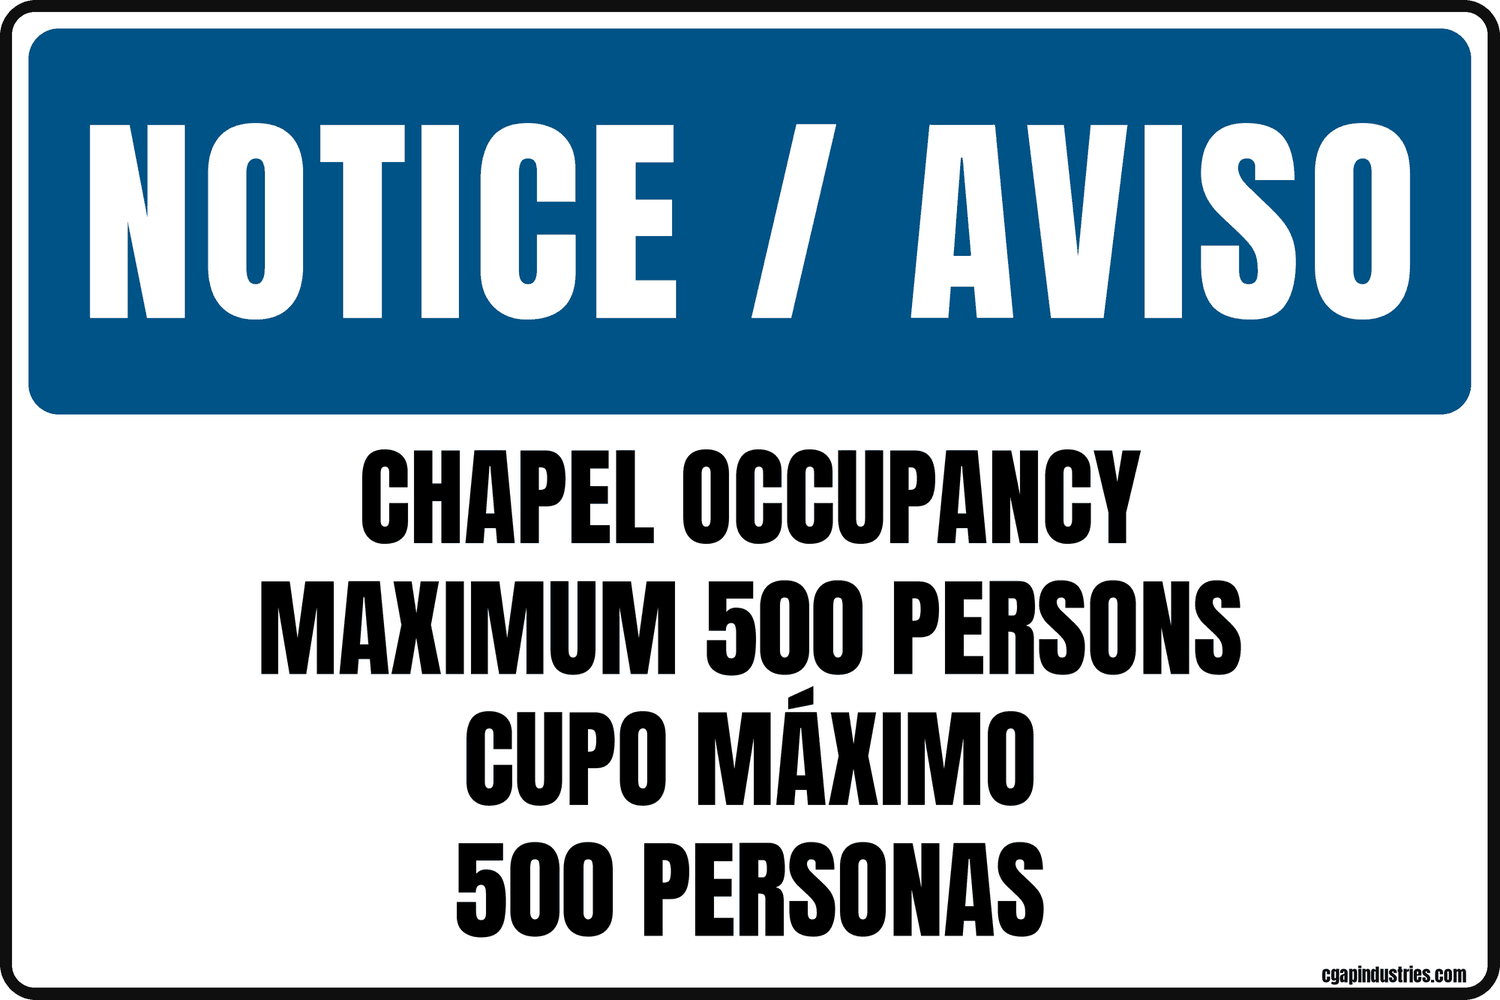 NOTICE / AVISO
CHAPEL OCCUPANCY
MAXIMUM 500 PERSONS
CUPO MÁXIMO
500 PERSONAS
cgapindustries.com